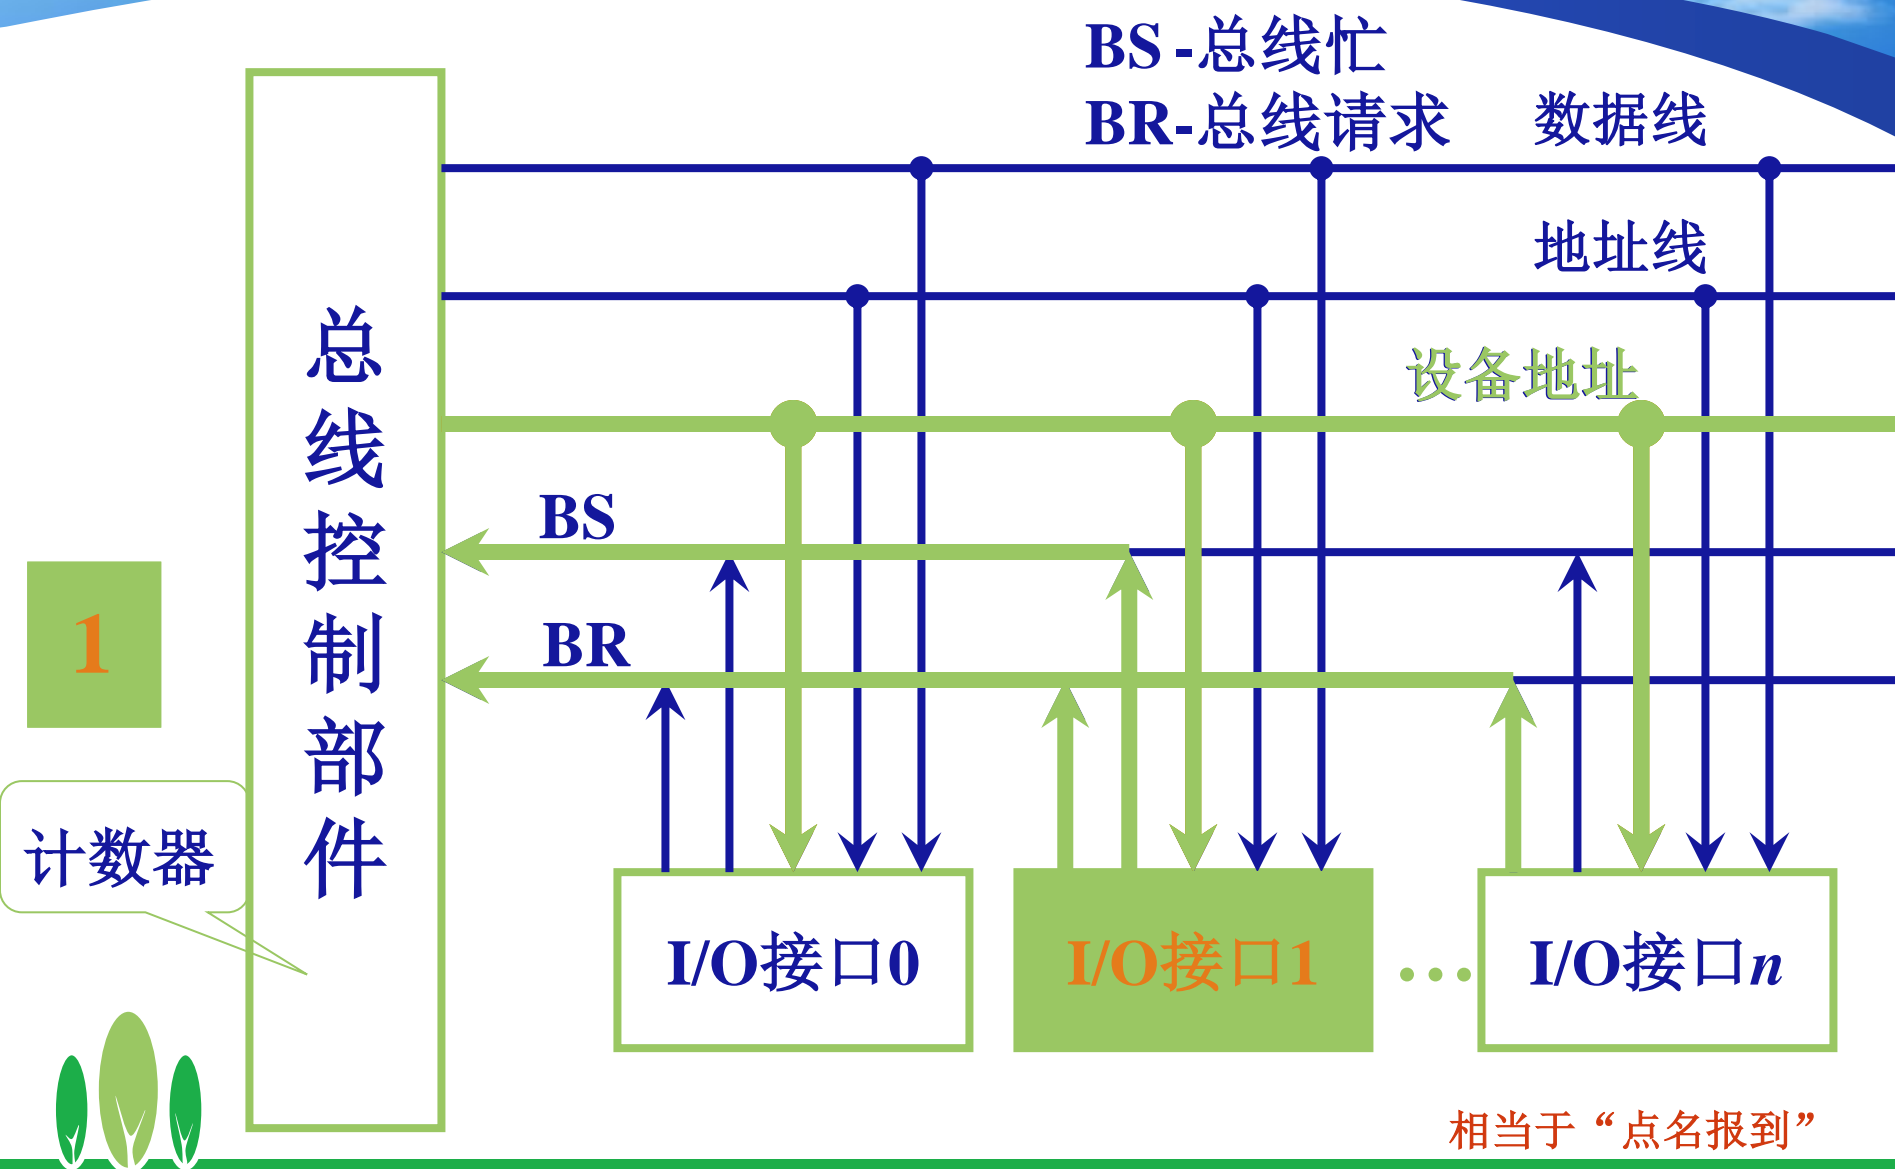 BS -总线忙
BR-总线请求
数据线
地址线
设备地址
BS
BR
总线控制部件
1
计数器
I/O接口0
I/O接口1
…
I/O接口n
相当于“点名报到”